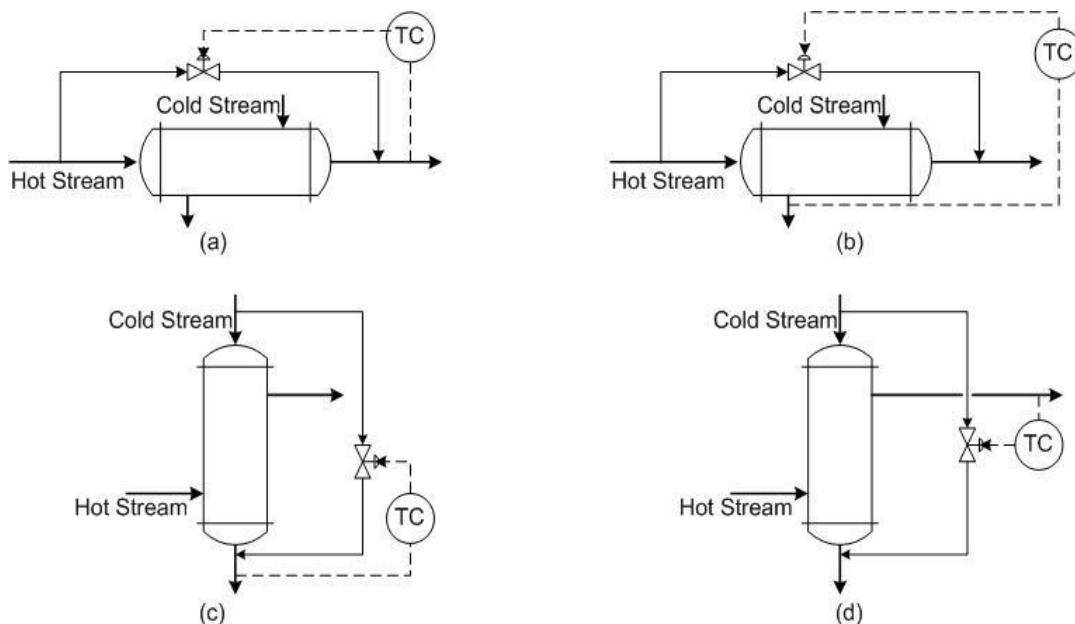 TC
Cold Stream
Hot Stream
(a)
TC
Cold Stream
Hot Stream
(b)
Cold Stream
Hot Stream
TC
(c)
Cold Stream
TC
Hot Stream
(d)